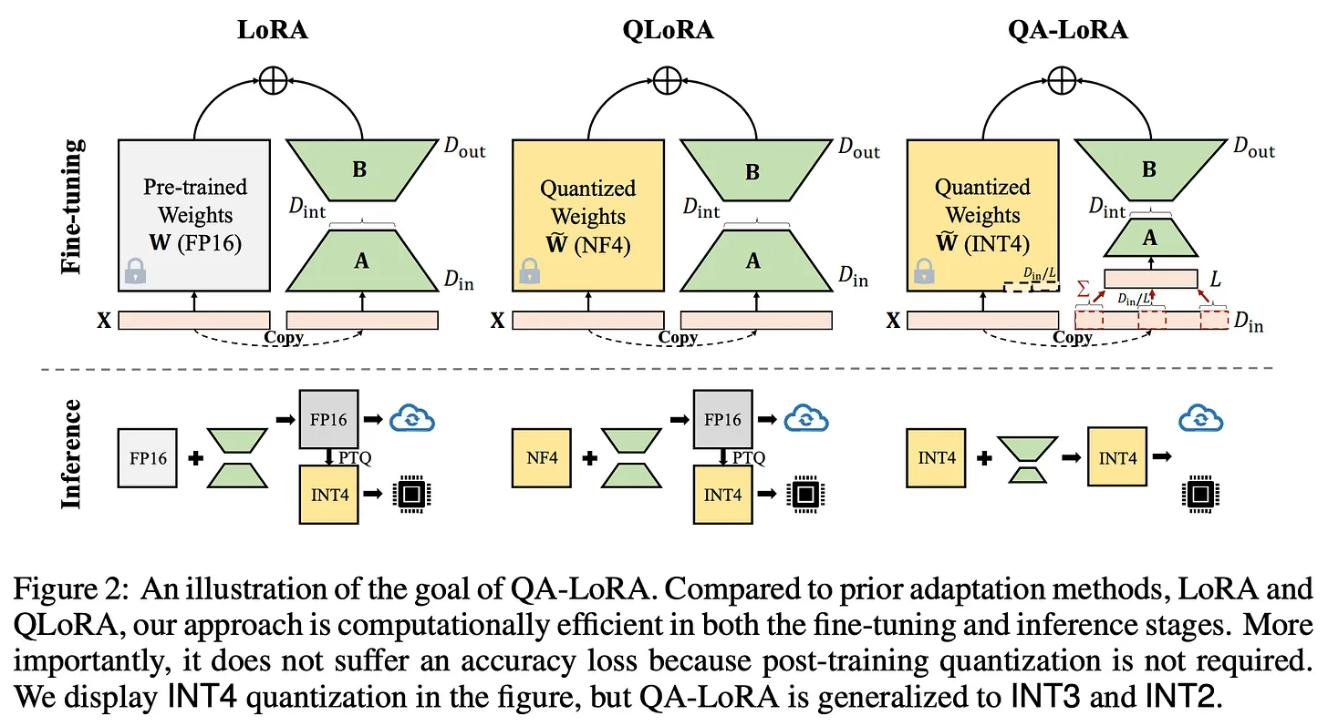 LoRA
QLoRA
QA-LoRA
Fine-tuning
Pre-trained
Weights
W (FP16)
B
D_out
D_int
A
D_in
X
Copy
Quantized
Weights
W̃ (NF4)
B
D_out
D_int
A
D_in
X
Copy
Quantized
Weights
W̃ (INT4)
D_in/L
B
D_out
D_int
A
L
Σ
D_in/L
D_in
X
Copy
Inference
FP16
+
FP16
PTQ
INT4
NF4
+
FP16
PTQ
INT4
INT4
+
INT4
Figure 2: An illustration of the goal of QA-LoRA. Compared to prior adaptation methods, LoRA and
QLoRA, our approach is computationally efficient in both the fine-tuning and inference stages. More
importantly, it does not suffer an accuracy loss because post-training quantization is not required.
We display INT4 quantization in the figure, but QA-LoRA is generalized to INT3 and INT2.